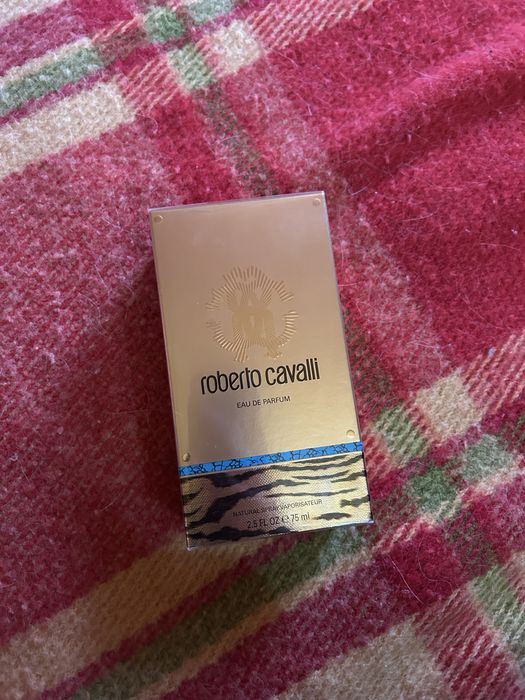 roberto cavalli
EAU DE PARFUM
NATURAL SPRAY/VAPORISATEUR
2.5 FL OZ ℮ 75 ml